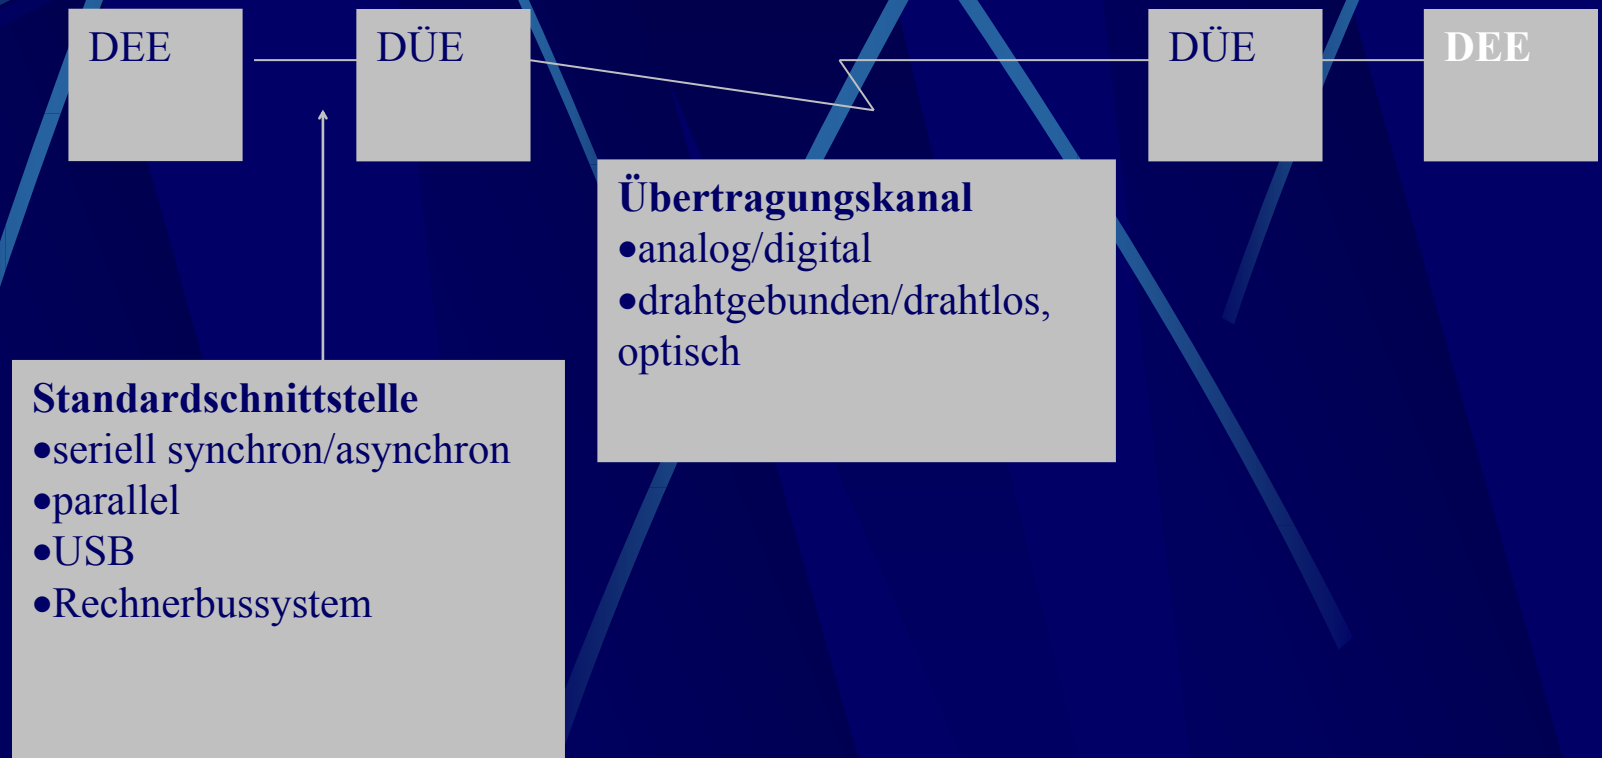 DEE
DÜE
DÜE
DEE
Übertragungskanal
•analog/digital
•drahtgebunden/drahtlos,
optisch
Standardschnittstelle
•seriell synchron/asynchron
•parallel
•USB
•Rechnerbussystem